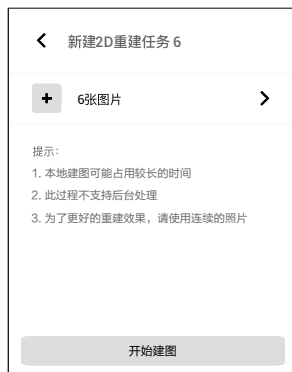 新建2D重建任务 6
6张图片
提示：
1. 本地建图可能占用较长的时间
2. 此过程不支持后台处理
3. 为了更好的重建效果，请使用连续的照片
开始建图